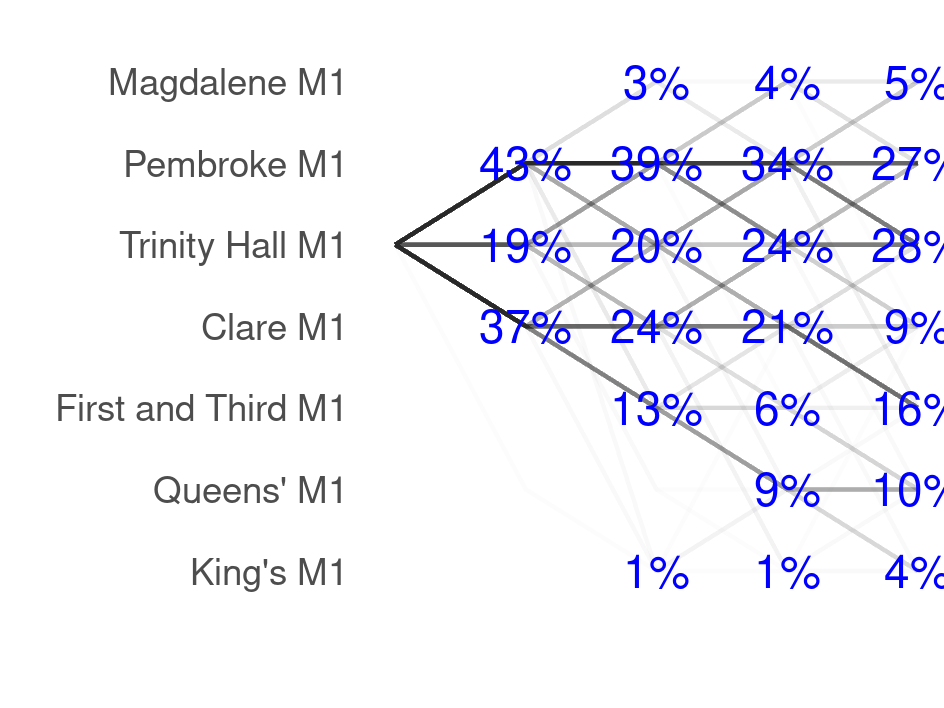 Magdalene M1 3% 4% 5%
Pembroke M1 43% 39% 34% 27%
Trinity Hall M1 19% 20% 24% 28%
Clare M1 37% 24% 21% 9%
First and Third M1 13% 6% 16%
Queens' M1 9% 10%
King's M1 1% 1% 4%